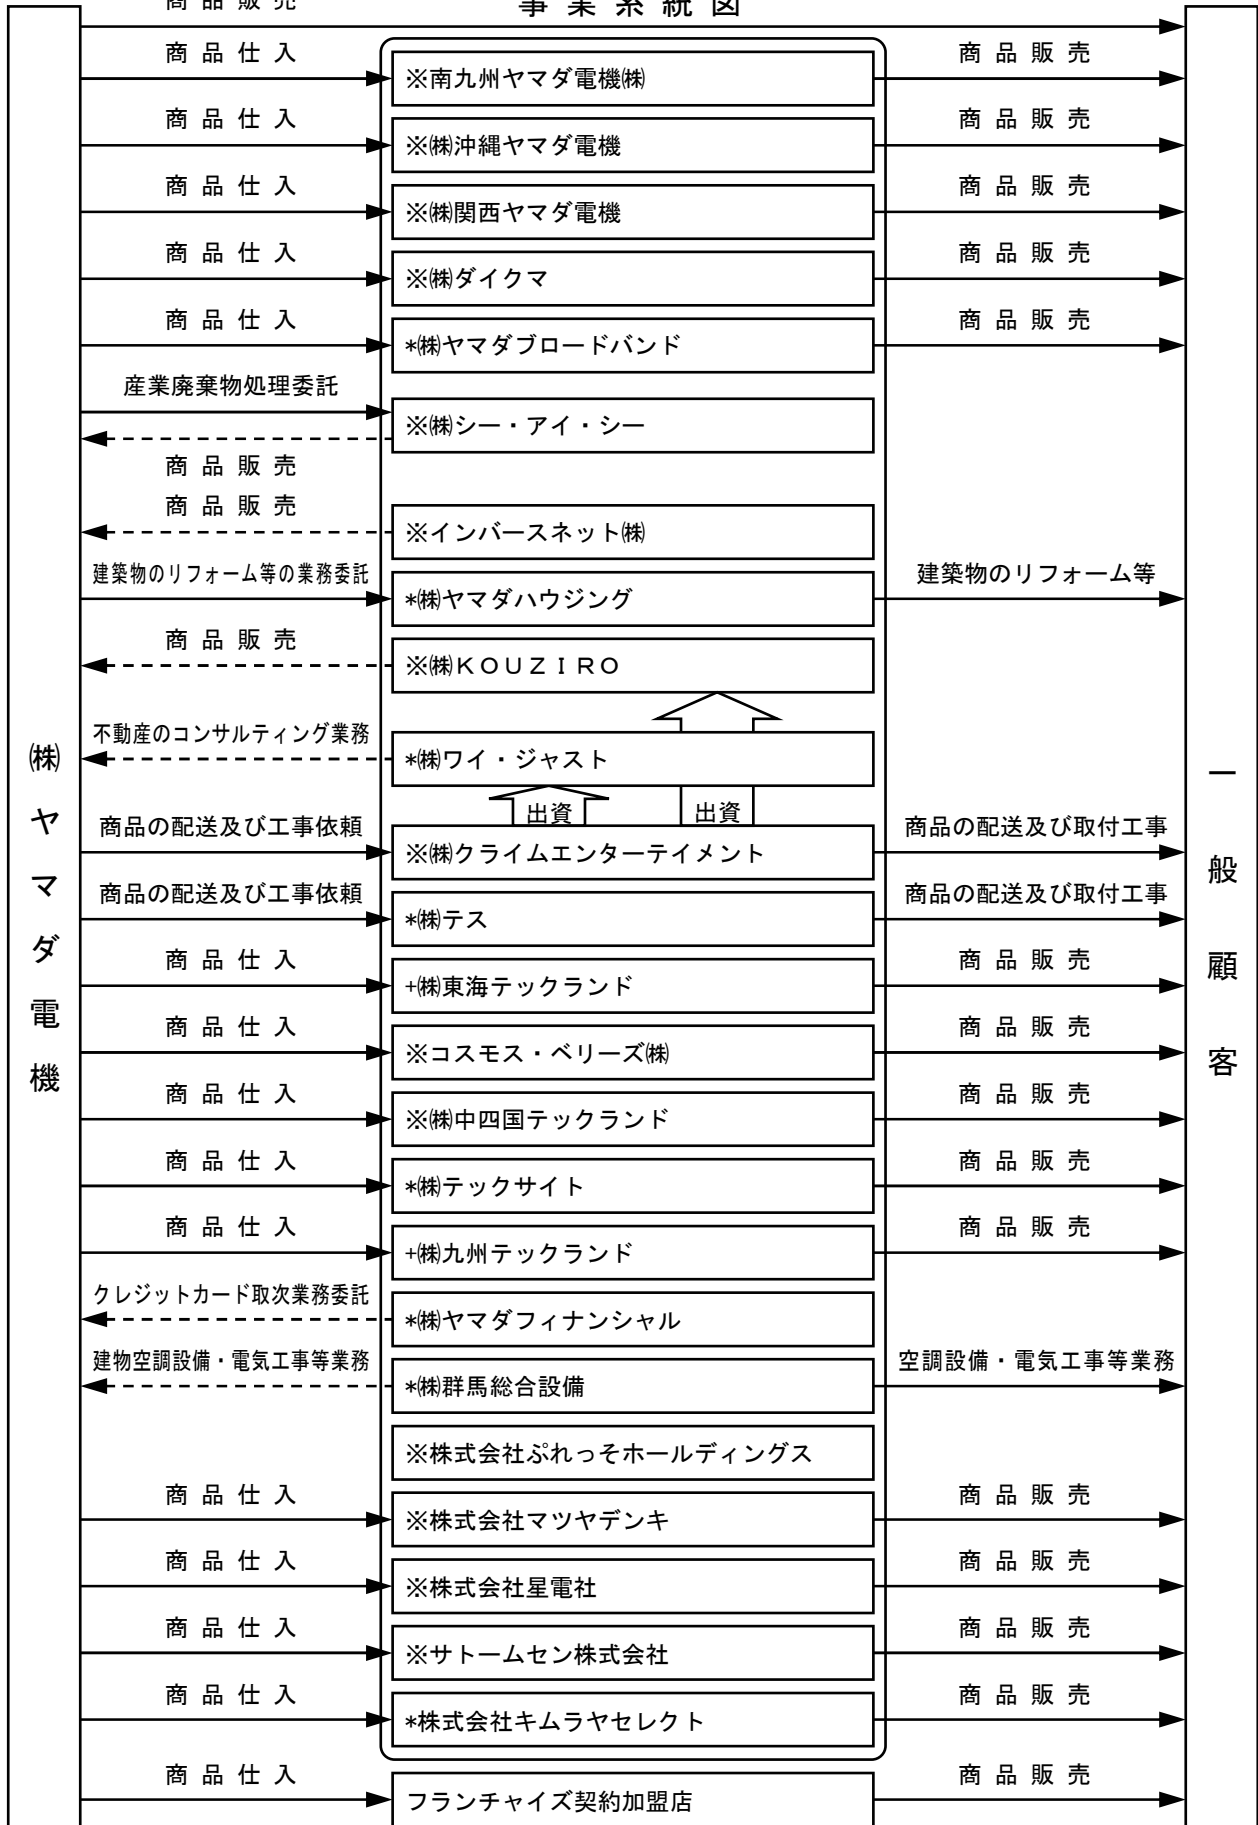 事業系統図
商品販売
商品仕入 ※南九州ヤマダ電機㈱ 商品販売
商品仕入 ※㈱沖縄ヤマダ電機 商品販売
商品仕入 ※㈱関西ヤマダ電機 商品販売
商品仕入 ※㈱ダイクマ 商品販売
商品仕入 *㈱ヤマダブロードバンド 商品販売
産業廃棄物処理委託 ※㈱シー・アイ・シー
商品販売
商品販売 ※インバースネット㈱
建築物のリフォーム等の業務委託 *㈱ヤマダハウジング 建築物のリフォーム等
商品販売 ※㈱ＫＯＵＺＩＲＯ
不動産のコンサルティング業務 *㈱ワイ・ジャスト
出資 出資
商品の配送及び工事依頼 ※㈱クライムエンターテイメント 商品の配送及び取付工事
商品の配送及び工事依頼 *㈱テス 商品の配送及び取付工事
商品仕入 +㈱東海テックランド 商品販売
商品仕入 ※コスモス・ベリーズ㈱ 商品販売
商品仕入 ※㈱中四国テックランド 商品販売
商品仕入 *㈱テックサイト 商品販売
商品仕入 +㈱九州テックランド 商品販売
クレジットカード取次業務委託 *㈱ヤマダフィナンシャル
建物空調設備・電気工事等業務 *㈱群馬総合設備 空調設備・電気工事等業務
※株式会社ぷれっそホールディングス
商品仕入 ※株式会社マツヤデンキ 商品販売
商品仕入 ※株式会社星電社 商品販売
商品仕入 ※サトームセン株式会社 商品販売
商品仕入 *株式会社キムラヤセレクト 商品販売
商品仕入 フランチャイズ契約加盟店 商品販売
㈱ヤマダ電機
一般顧客